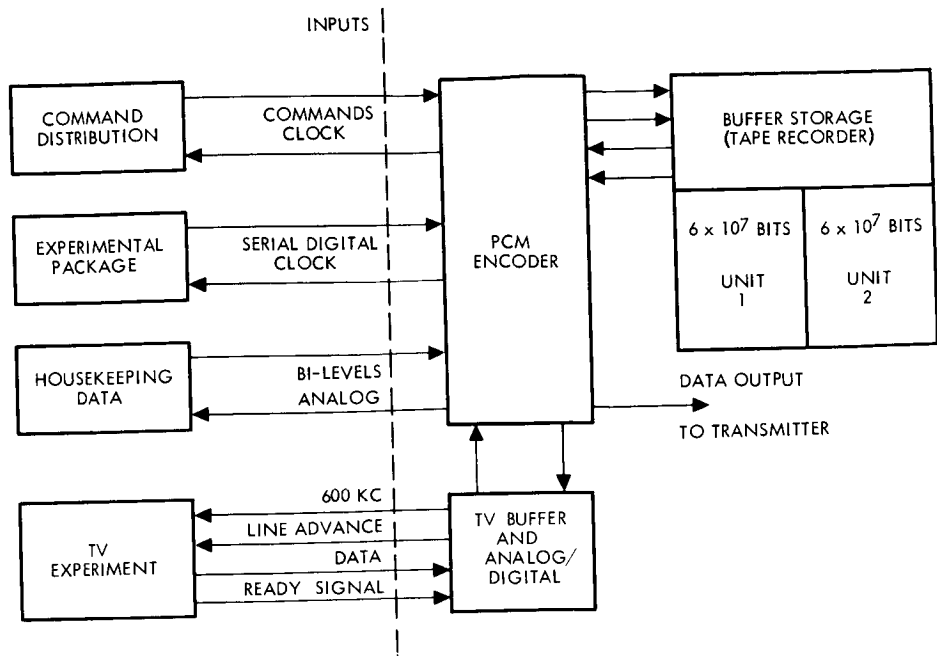 INPUTS
COMMAND
DISTRIBUTION
COMMANDS
CLOCK
EXPERIMENTAL
PACKAGE
SERIAL DIGITAL
CLOCK
HOUSEKEEPING
DATA
BI-LEVELS
ANALOG
TV
EXPERIMENT
600 KC
LINE ADVANCE
DATA
READY SIGNAL
PCM
ENCODER
TV BUFFER
AND
ANALOG/
DIGITAL
BUFFER STORAGE
(TAPE RECORDER)
6 x 10⁷ BITS
UNIT
1
6 x 10⁷ BITS
UNIT
2
DATA OUTPUT
TO TRANSMITTER